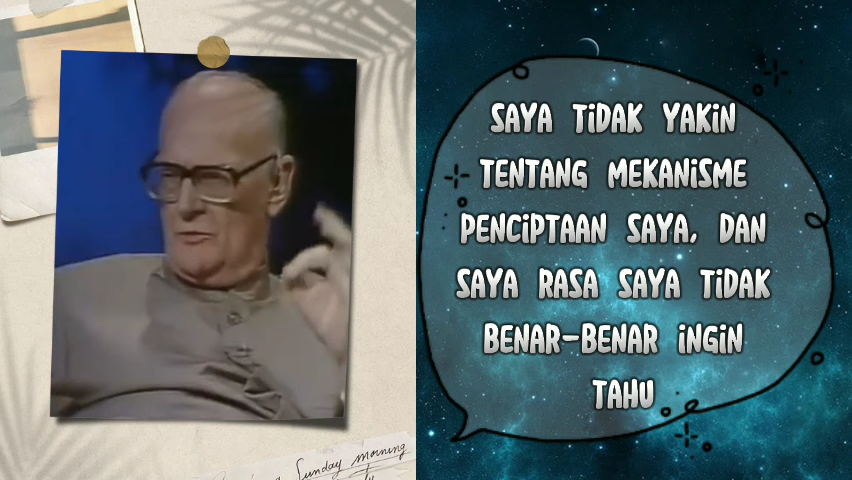 SAYA TIDAK YAKIN
TENTANG MEKANISME
PENCIPTAAN SAYA, DAN
SAYA RASA SAYA TIDAK
BENAR-BENAR INGIN
TAHU
Sunday morning